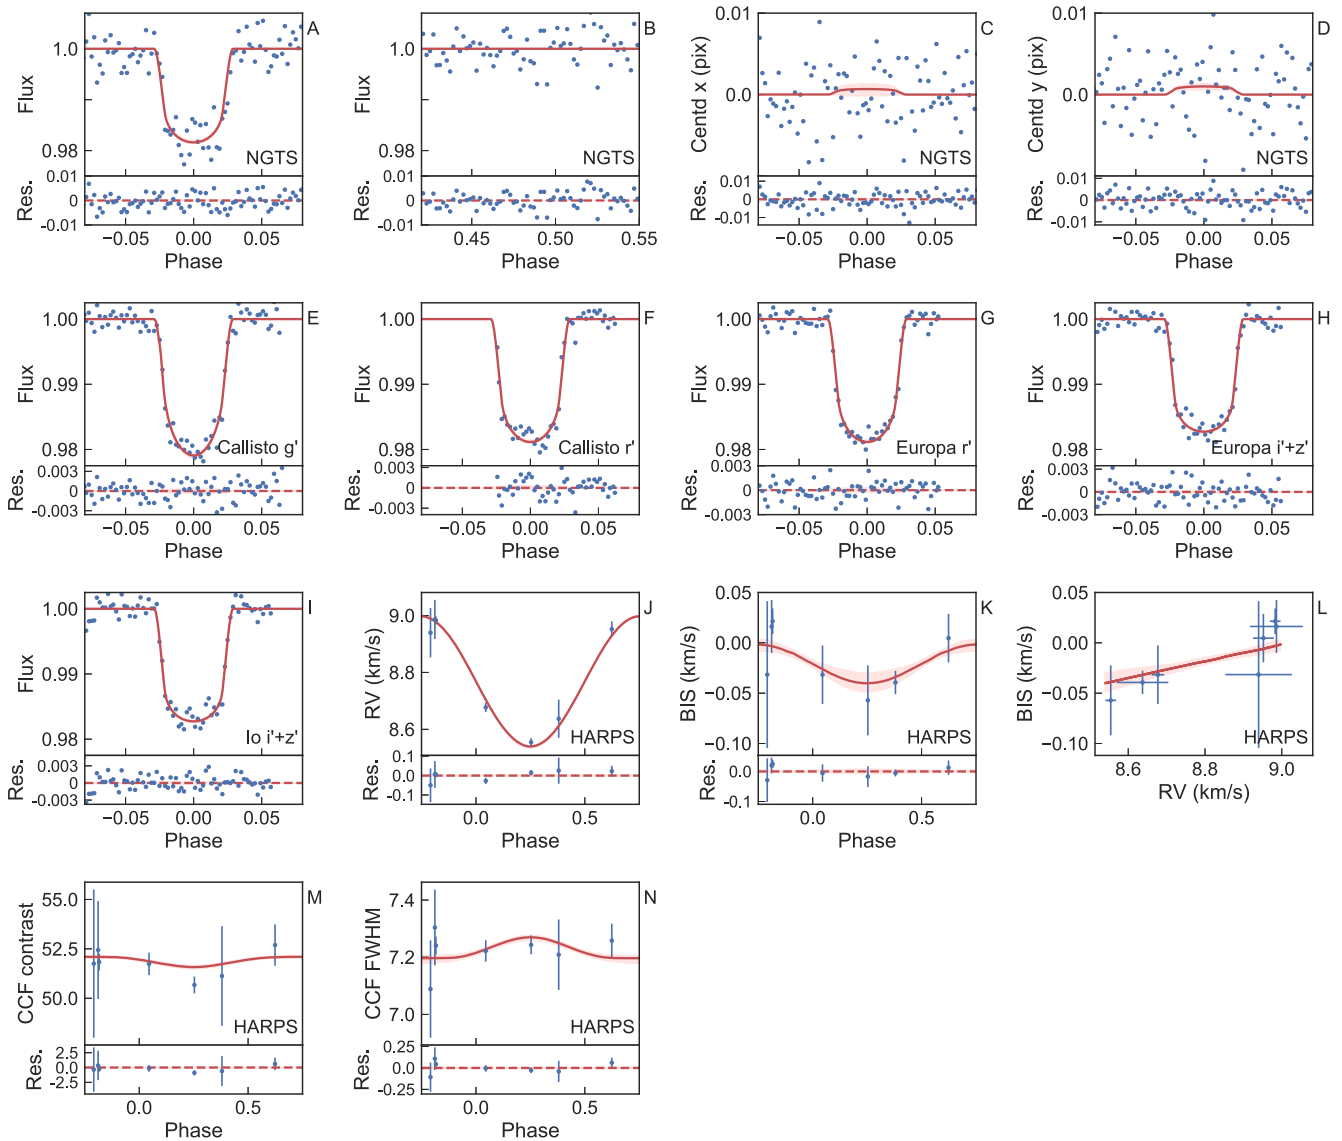 A
1.0
Flux
0.98
NGTS
Res.
0.01
0
-0.01
−0.05 0.00 0.05
Phase
B
1.0
Flux
0.98
NGTS
Res.
0.01
0
-0.01
0.45 0.50 0.55
Phase
C
0.01
Centd x (pix)
0.0
NGTS
Res.
0.01
0
-0.01
−0.05 0.00 0.05
Phase
D
0.01
Centd y (pix)
0.0
NGTS
Res.
0.01
0
-0.01
−0.05 0.00 0.05
Phase
E
1.00
Flux
0.99
0.98
Callisto g'
Res.
0.003
0
-0.003
−0.05 0.00 0.05
Phase
F
1.00
Flux
0.99
0.98
Callisto r'
Res.
0.003
0
-0.003
−0.05 0.00 0.05
Phase
G
1.00
Flux
0.99
0.98
Europa r'
Res.
0.003
0
-0.003
−0.05 0.00 0.05
Phase
H
1.00
Flux
0.99
0.98
Europa i'+z'
Res.
0.003
0
-0.003
−0.05 0.00 0.05
Phase
I
1.00
Flux
0.99
0.98
Io i'+z'
Res.
0.003
0
-0.003
−0.05 0.00 0.05
Phase
J
9.0
RV (km/s)
8.8
8.6
HARPS
Res.
0.1
0.0
-0.1
0.0 0.5
Phase
K
0.05
BIS (km/s)
0.00
−0.05
−0.10
HARPS
Res.
0.0
-0.1
0.0 0.5
Phase
L
0.05
BIS (km/s)
0.00
−0.05
−0.10
HARPS
8.6 8.8 9.0
RV (km/s)
M
55.0
CCF contrast
52.5
50.0
HARPS
Res.
2.5
0.0
-2.5
0.0 0.5
Phase
N
7.4
CCF FWHM
7.2
7.0
HARPS
Res.
0.25
0.0
-0.25
0.0 0.5
Phase